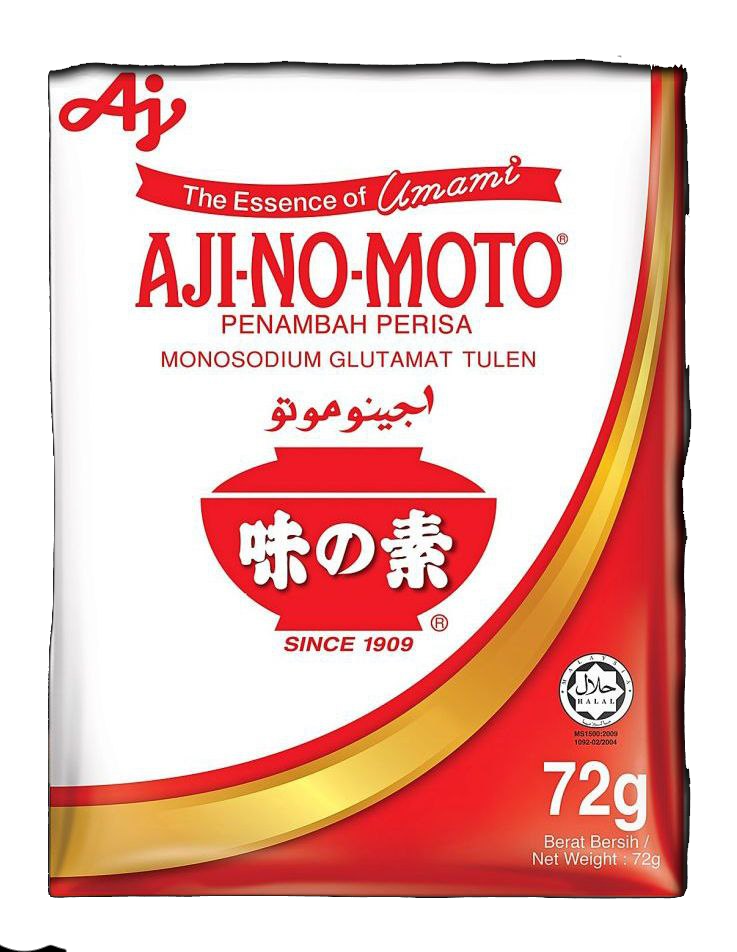 Aj
The Essence of Umami
AJI-NO-MOTO®
PENAMBAH PERISA
MONOSODIUM GLUTAMAT TULEN
اجينوموتو
味の素
®
SINCE 1909
MALAYSIA
حلال
HALAL
MS1500:2009
1092-02/2004
72g
Berat Bersih /
Net Weight : 72g